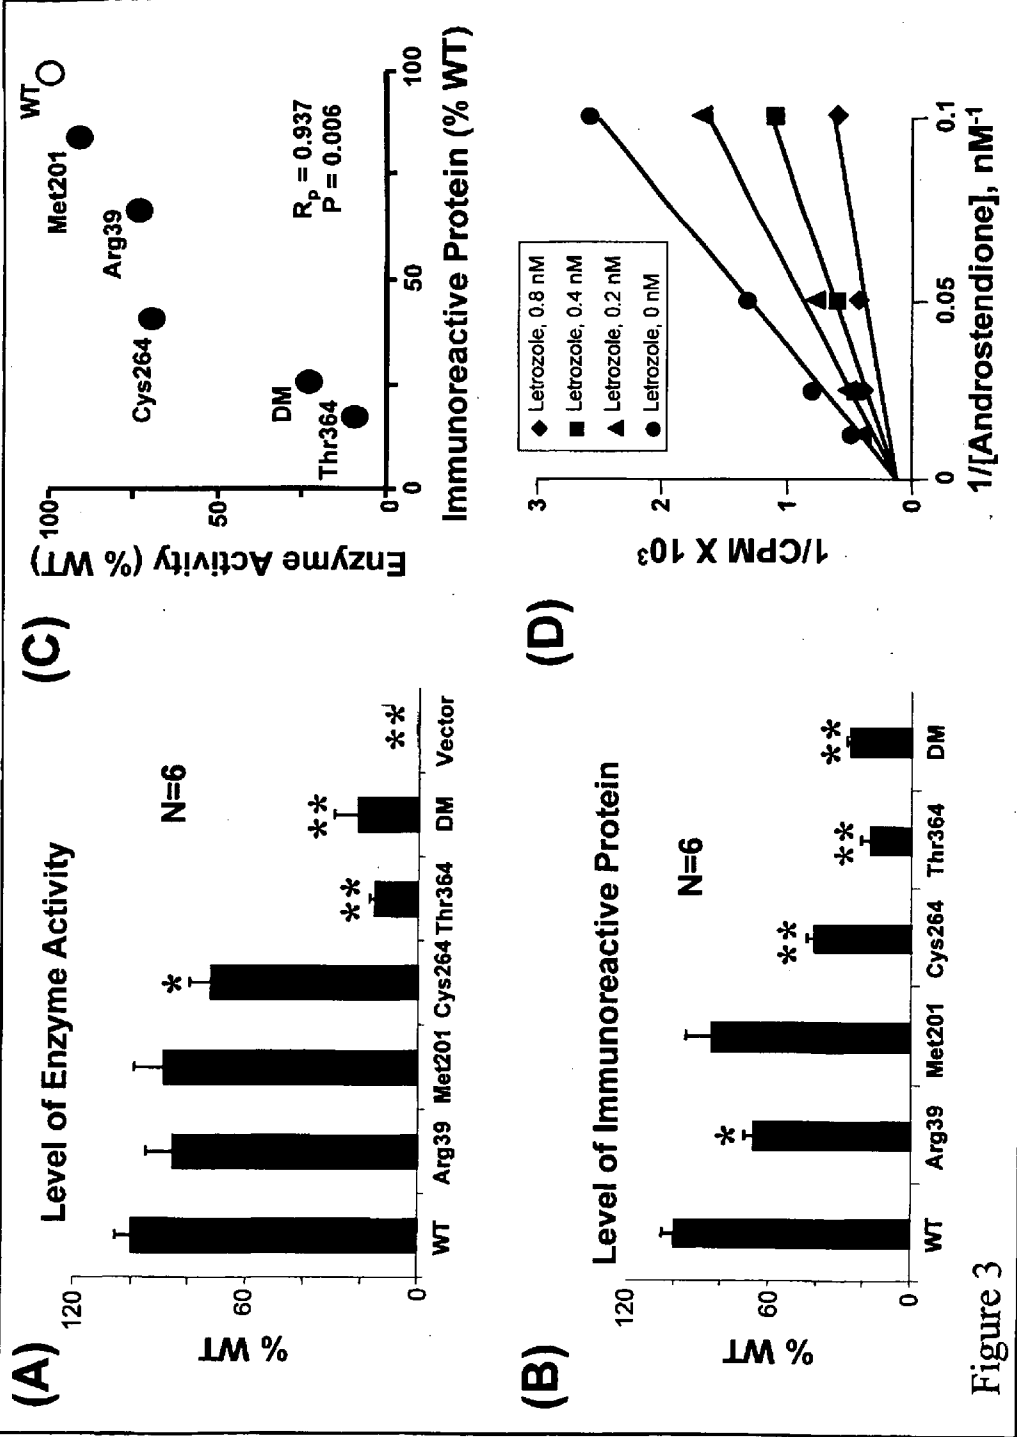 (A)
Level of Enzyme Activity
N=6
120
60
0
% WT
*
**
**
**
WT
Arg39
Met201
Cys264
Thr364
DM
Vector
(B)
Level of Immunoreactive Protein
N=6
120
60
0
% WT
*
**
**
**
WT
Arg39
Met201
Cys264
Thr364
DM
(C)
Enzyme Activity (% WT)
100
50
0
WT
Met201
Arg39
Cys264
DM
Thr364
Rp = 0.937
P = 0.006
0
50
100
Immunoreactive Protein (% WT)
(D)
1/CPM X 10³
3
2
1
0
Letrozole, 0.8 nM
Letrozole, 0.4 nM
Letrozole, 0.2 nM
Letrozole, 0 nM
0
0.05
0.1
1/[Androstendione], nM⁻¹
Figure 3